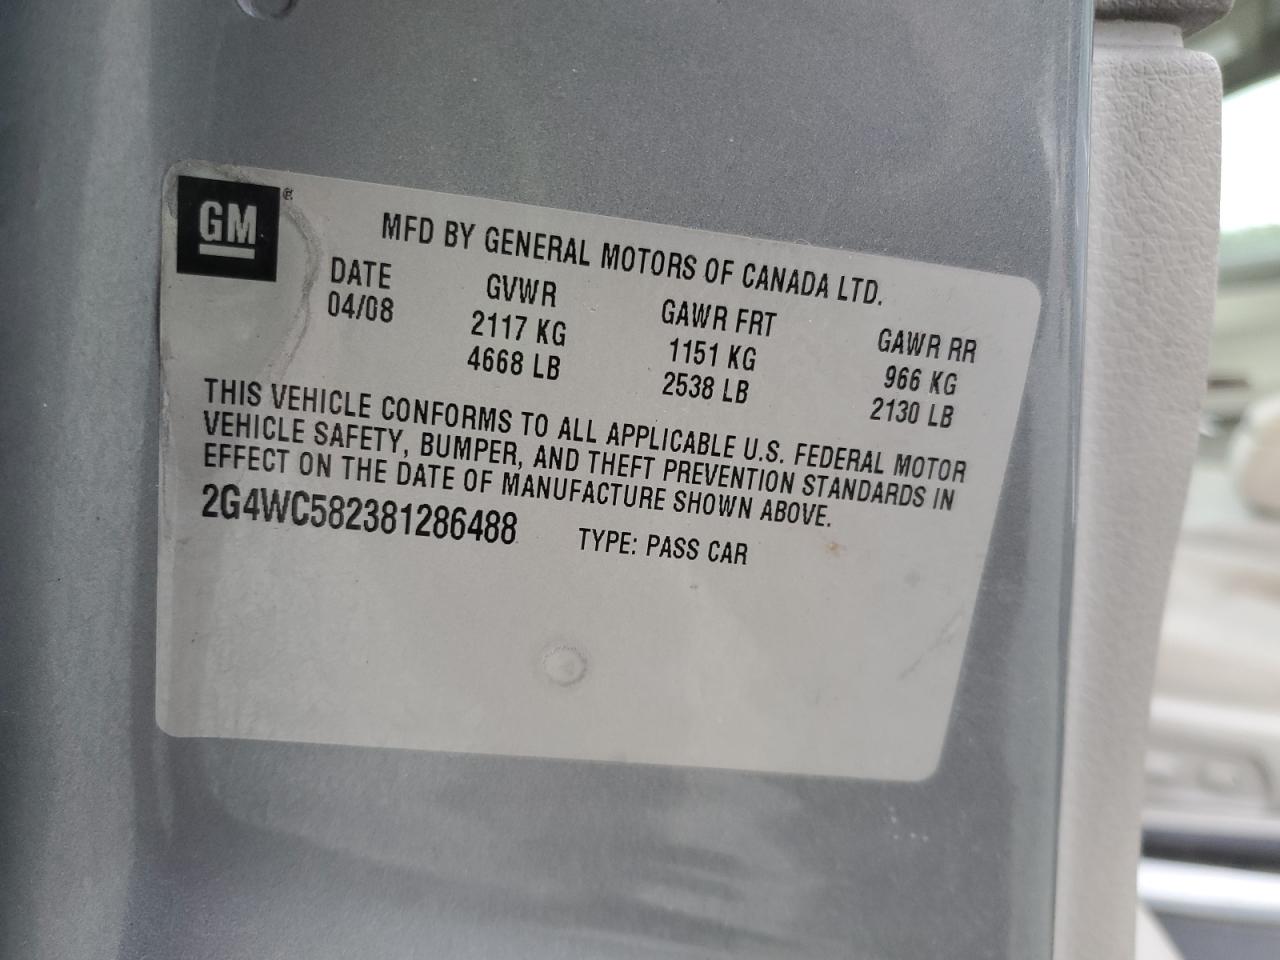 GM ®
MFD BY GENERAL MOTORS OF CANADA LTD.
DATE GVWR GAWR FRT GAWR RR
04/08 2117 KG 1151 KG 966 KG
4668 LB 2538 LB 2130 LB
THIS VEHICLE CONFORMS TO ALL APPLICABLE U.S. FEDERAL MOTOR
VEHICLE SAFETY, BUMPER, AND THEFT PREVENTION STANDARDS IN
EFFECT ON THE DATE OF MANUFACTURE SHOWN ABOVE.
2G4WC582381286488 TYPE: PASS CAR